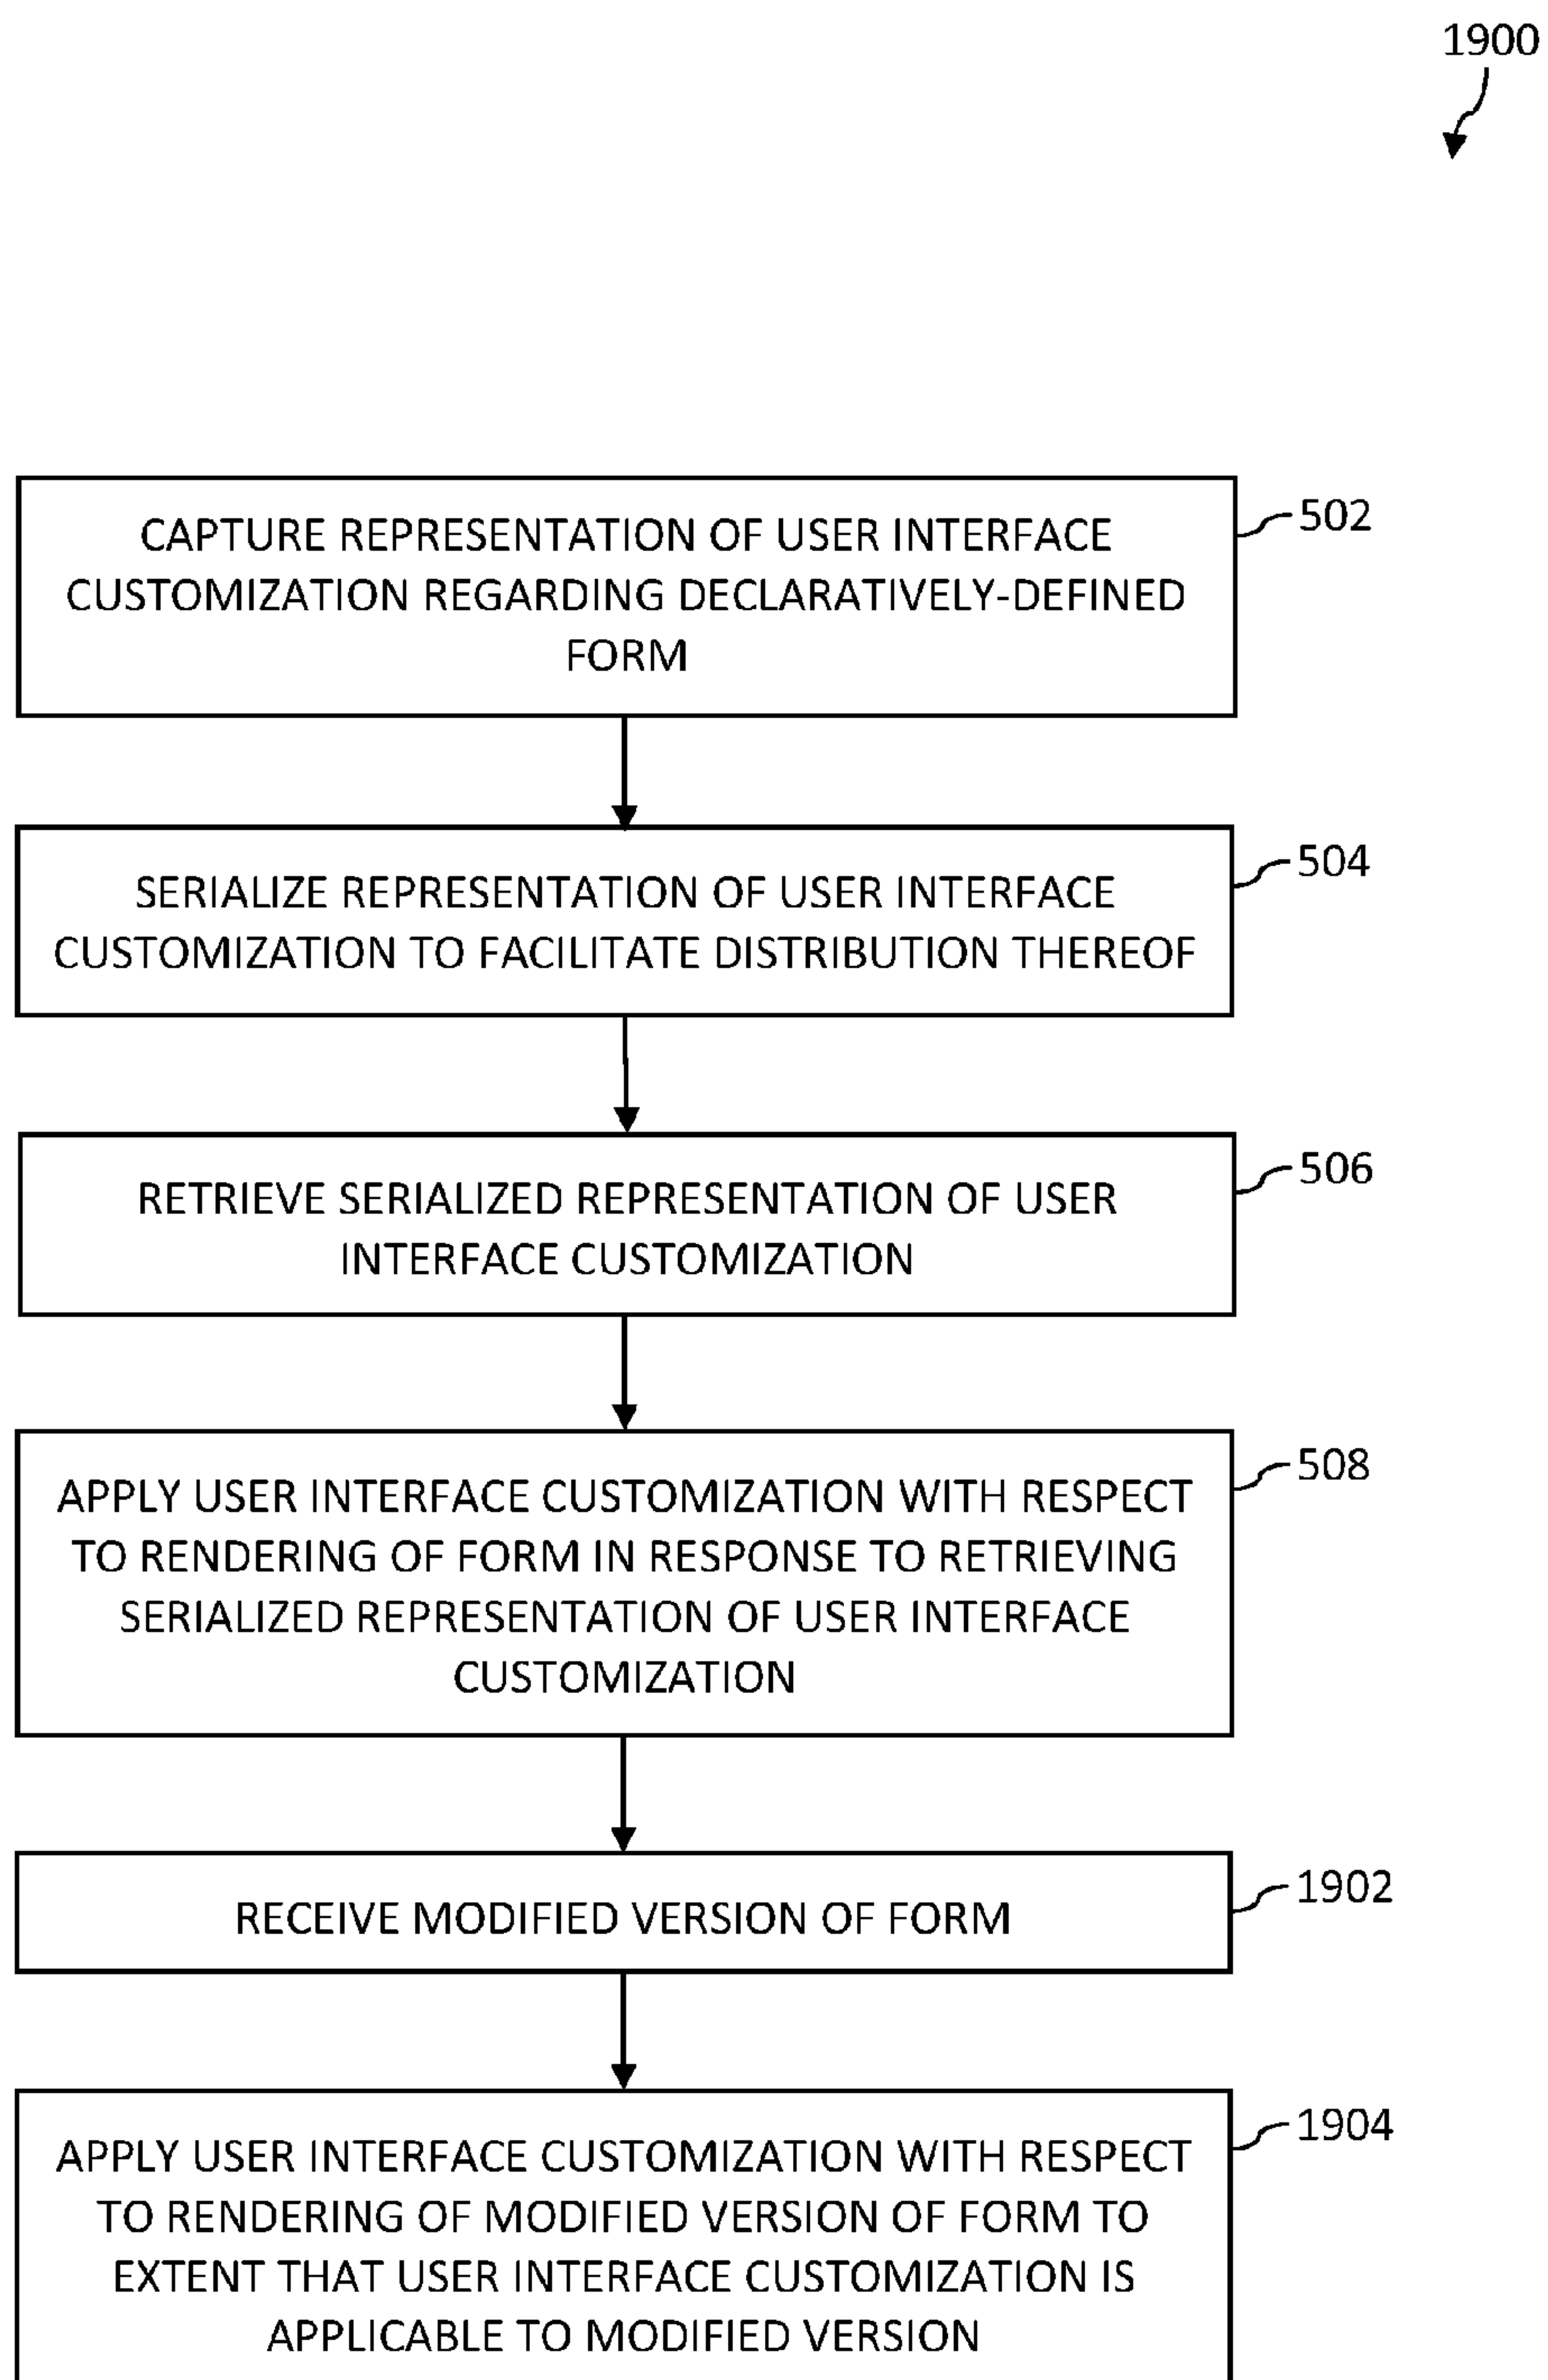 1900
CAPTURE REPRESENTATION OF USER INTERFACE
CUSTOMIZATION REGARDING DECLARATIVELY-DEFINED
FORM
502
SERIALIZE REPRESENTATION OF USER INTERFACE
CUSTOMIZATION TO FACILITATE DISTRIBUTION THEREOF
504
RETRIEVE SERIALIZED REPRESENTATION OF USER
INTERFACE CUSTOMIZATION
506
APPLY USER INTERFACE CUSTOMIZATION WITH RESPECT
TO RENDERING OF FORM IN RESPONSE TO RETRIEVING
SERIALIZED REPRESENTATION OF USER INTERFACE
CUSTOMIZATION
508
RECEIVE MODIFIED VERSION OF FORM
1902
APPLY USER INTERFACE CUSTOMIZATION WITH RESPECT
TO RENDERING OF MODIFIED VERSION OF FORM TO
EXTENT THAT USER INTERFACE CUSTOMIZATION IS
APPLICABLE TO MODIFIED VERSION
1904